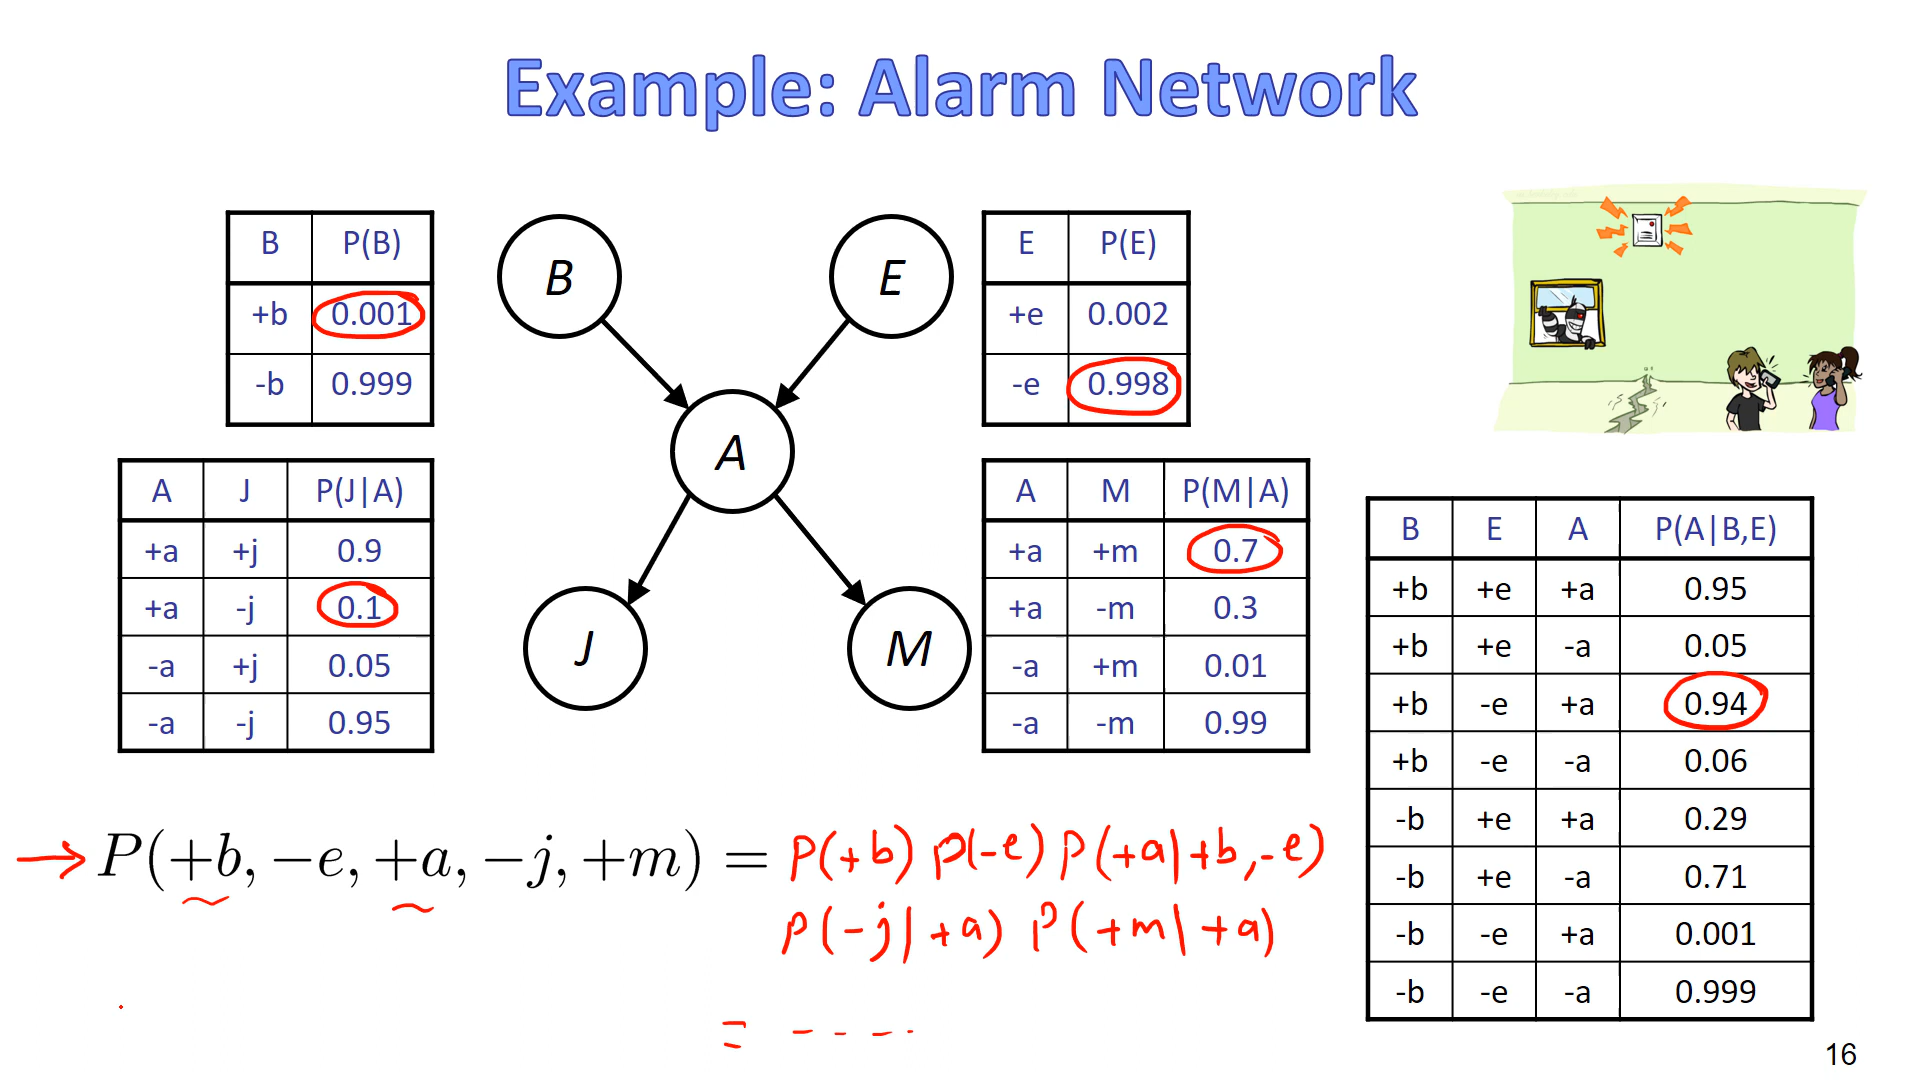 Example: Alarm Network
B P(B)
+b 0.001
-b 0.999
B
E
E P(E)
+e 0.002
-e 0.998
A
A J P(J|A)
+a +j 0.9
+a -j 0.1
-a +j 0.05
-a -j 0.95
J
M
A M P(M|A)
+a +m 0.7
+a -m 0.3
-a +m 0.01
-a -m 0.99
B E A P(A|B,E)
+b +e +a 0.95
+b +e -a 0.05
+b -e +a 0.94
+b -e -a 0.06
-b +e +a 0.29
-b +e -a 0.71
-b -e +a 0.001
-b -e -a 0.999
→ P(+b, −e, +a, −j, +m) = P(+b) P(-e) P(+a|+b,-e)
P(-j|+a) P(+m|+a)
= - - - -
16